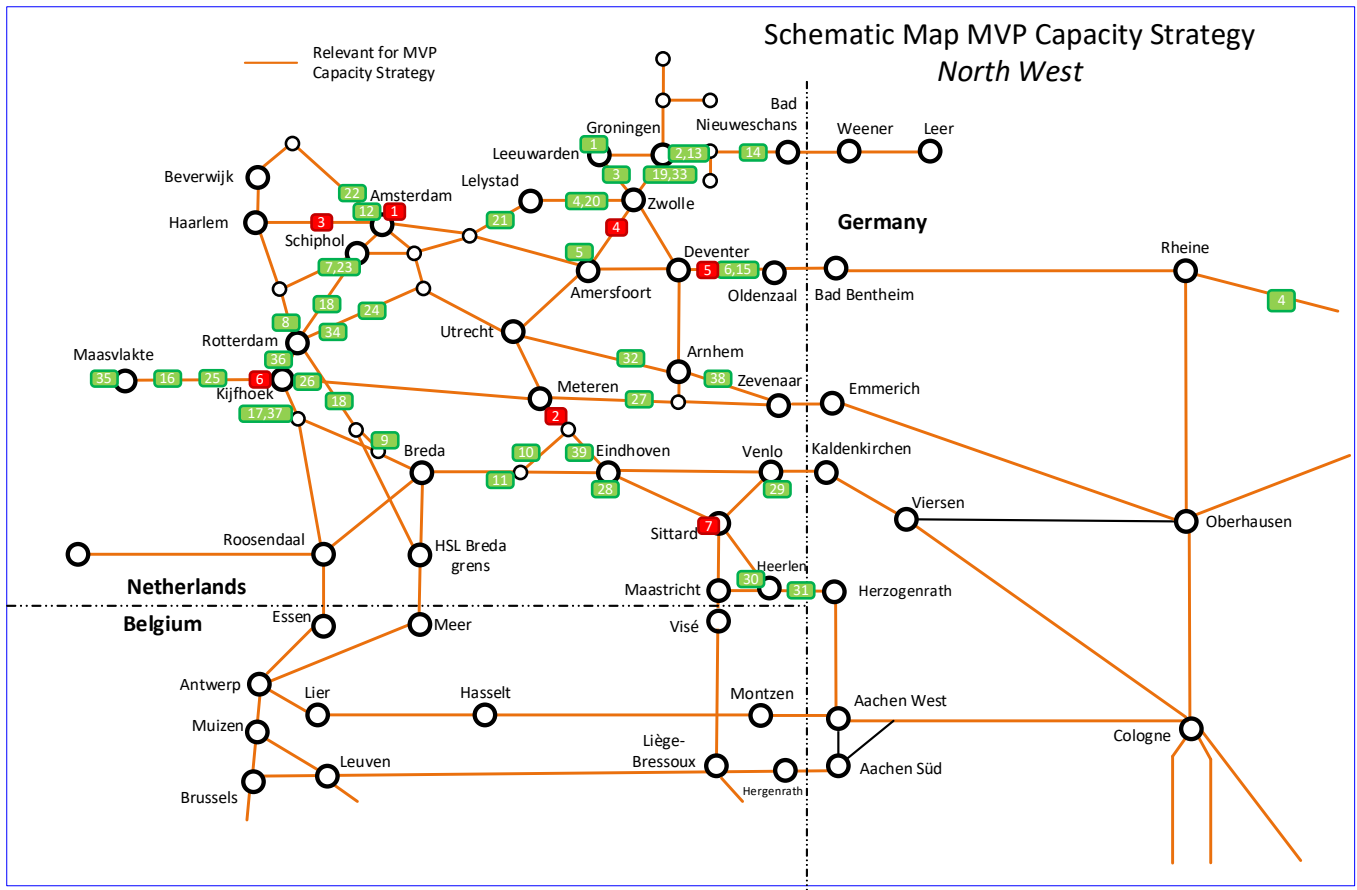 Schematic Map MVP Capacity Strategy
North West
Relevant for MVP
Capacity Strategy
Bad
Nieuweschans
Groningen
Weener
Leer
1
Leeuwarden
2,13
14
Beverwijk
3
19,33
Lelystad
22
Amsterdam
12
1
4,20
Zwolle
Haarlem
3
21
4
Germany
Schiphol
5
Deventer
Rheine
7,23
5
6,15
Amersfoort
Oldenzaal
Bad Bentheim
4
18
24
8
34
Utrecht
Rotterdam
Maasvlakte
36
32
Arnhem
35
16
25
6
26
38
Zevenaar
Emmerich
Kijfhoek
Meteren
18
27
17,37
2
9
10
39
Eindhoven
Venlo
Kaldenkirchen
Breda
11
28
29
Viersen
7
Sittard
Oberhausen
Roosendaal
HSL Breda
grens
Heerlen
30
31
Netherlands
Maastricht
Herzogenrath
Belgium
Essen
Meer
Visé
Antwerp
Lier
Hasselt
Montzen
Aachen West
Muizen
Cologne
Liège-
Bressoux
Leuven
Aachen Süd
Brussels
Hergenrath